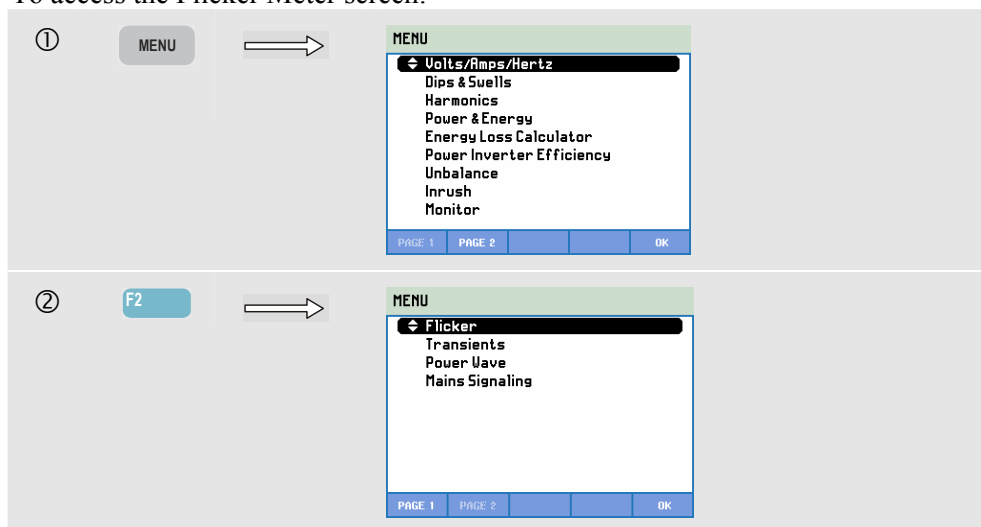 To access the Flicker Meter screen:
① MENU
MENU
Volts/Amps/Hertz
Dips & Swells
Harmonics
Power & Energy
Energy Loss Calculator
Power Inverter Efficiency
Unbalance
Inrush
Monitor
PAGE 1 PAGE 2 OK
② F2
MENU
Flicker
Transients
Power Wave
Mains Signaling
PAGE 1 PAGE 2 OK